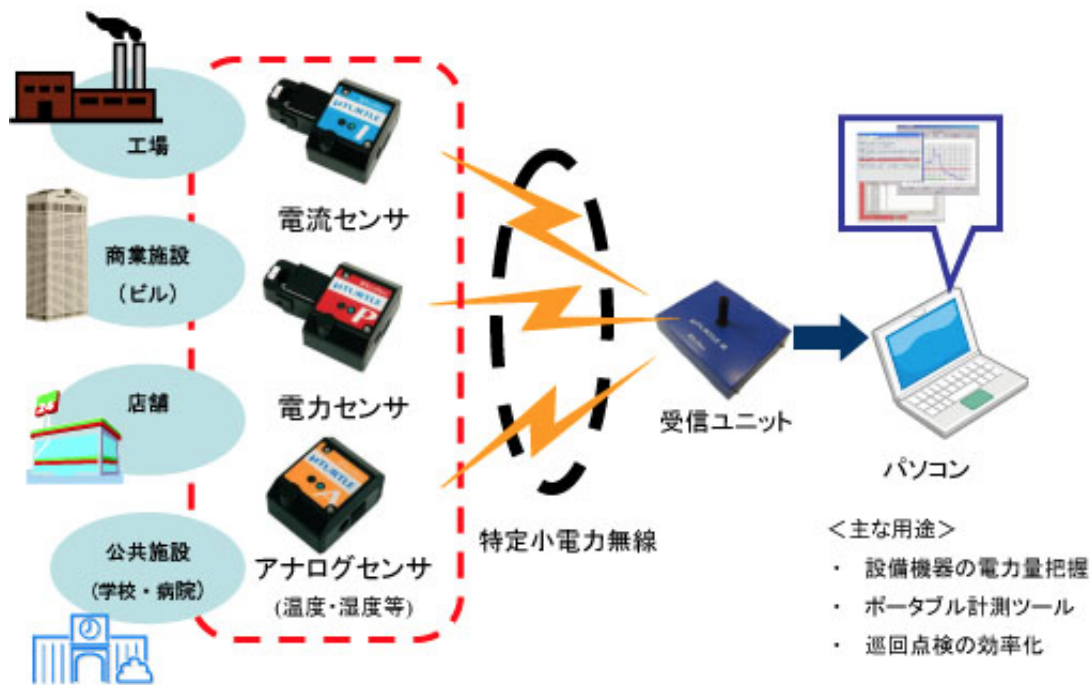 工場
商業施設
(ビル)
店舗
24
公共施設
(学校・病院)
μTURTLE
I
電流センサ
μTURTLE
P
電力センサ
μTURTLE
A
アナログセンサ
(温度・湿度等)
特定小電力無線
受信ユニット
パソコン
＜主な用途＞
・ 設備機器の電力量把握
・ ポータブル計測ツール
・ 巡回点検の効率化